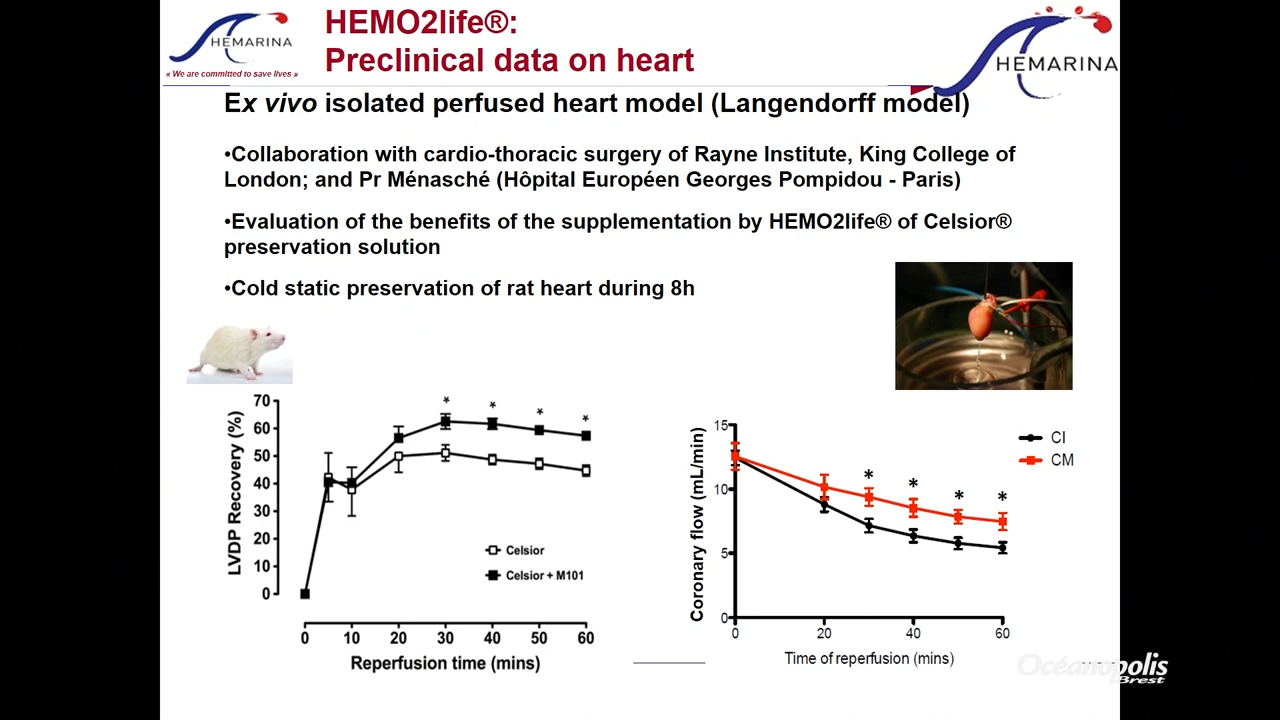 HEMARINA
« We are committed to save lives »
HEMO2life®:
Preclinical data on heart
HEMARINA
Ex vivo isolated perfused heart model (Langendorff model)
•Collaboration with cardio-thoracic surgery of Rayne Institute, King College of
London; and Pr Ménasché (Hôpital Européen Georges Pompidou - Paris)
•Evaluation of the benefits of the supplementation by HEMO2life® of Celsior®
preservation solution
•Cold static preservation of rat heart during 8h
LVDP Recovery (%)
70
60
50
40
30
20
10
0
* * * *
Celsior
Celsior + M101
0 10 20 30 40 50 60
Reperfusion time (mins)
Coronary flow (mL/min)
15
10
5
0
* * * *
CI
CM
0 20 40 60
Time of reperfusion (mins)
Océanopolis
Brest